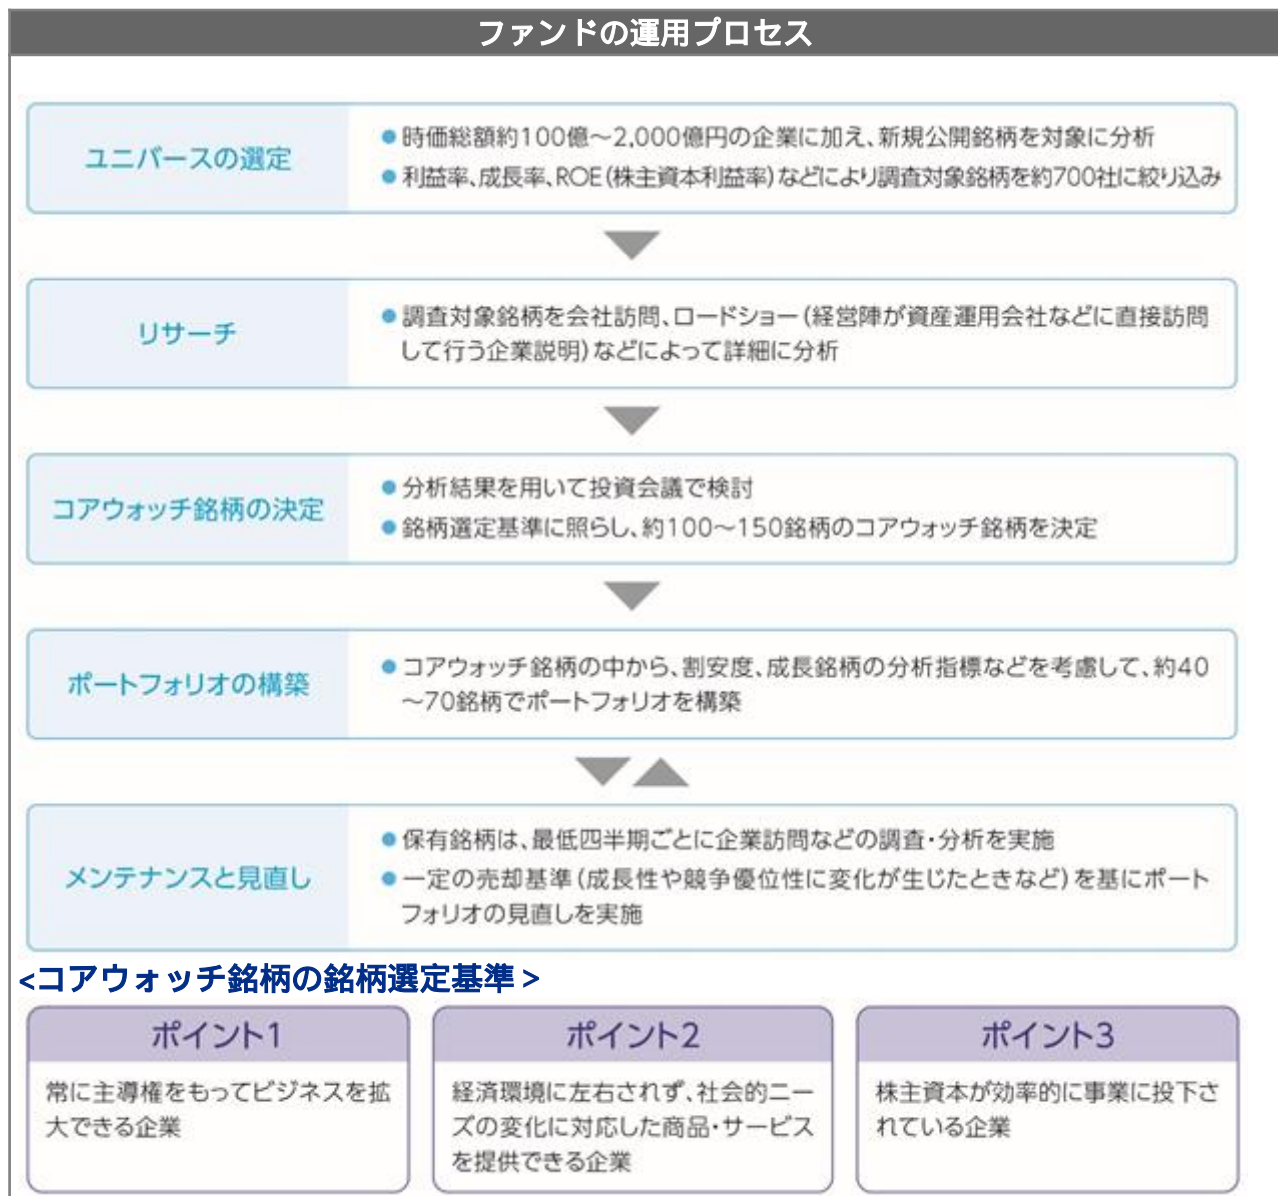 ファンドの運用プロセス
ユニバースの選定
●時価総額約100億～2,000億円の企業に加え、新規公開銘柄を対象に分析
●利益率、成長率、ROE(株主資本利益率)などにより調査対象銘柄を約700社に絞り込み
リサーチ
●調査対象銘柄を会社訪問、ロードショー(経営陣が資産運用会社などに直接訪問
して行う企業説明)などによって詳細に分析
コアウォッチ銘柄の決定
●分析結果を用いて投資会議で検討
●銘柄選定基準に照らし、約100～150銘柄のコアウォッチ銘柄を決定
ポートフォリオの構築
●コアウォッチ銘柄の中から、割安度、成長銘柄の分析指標などを考慮して、約40
～70銘柄でポートフォリオを構築
メンテナンスと見直し
●保有銘柄は、最低四半期ごとに企業訪問などの調査・分析を実施
●一定の売却基準(成長性や競争優位性に変化が生じたときなど)を基にポート
フォリオの見直しを実施
<コアウォッチ銘柄の銘柄選定基準>
ポイント1
常に主導権をもってビジネスを拡
大できる企業
ポイント2
経済環境に左右されず、社会的ニー
ズの変化に対応した商品・サービス
を提供できる企業
ポイント3
株主資本が効率的に事業に投下さ
れている企業